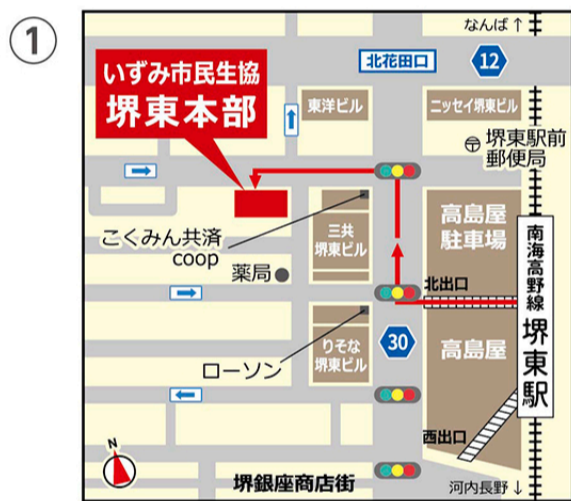 ①
なんば↑
いずみ市民生協
堺東本部
北花田口
12
東洋ビル
ニッセイ堺東ビル
〒堺東駅前
郵便局
こくみん共済
coop
三共
堺東ビル
高島屋
駐車場
南海高野線
堺東駅
薬局
北出口
30
ローソン
りそな
堺東ビル
高島屋
西出口
N
堺銀座商店街
河内長野↓